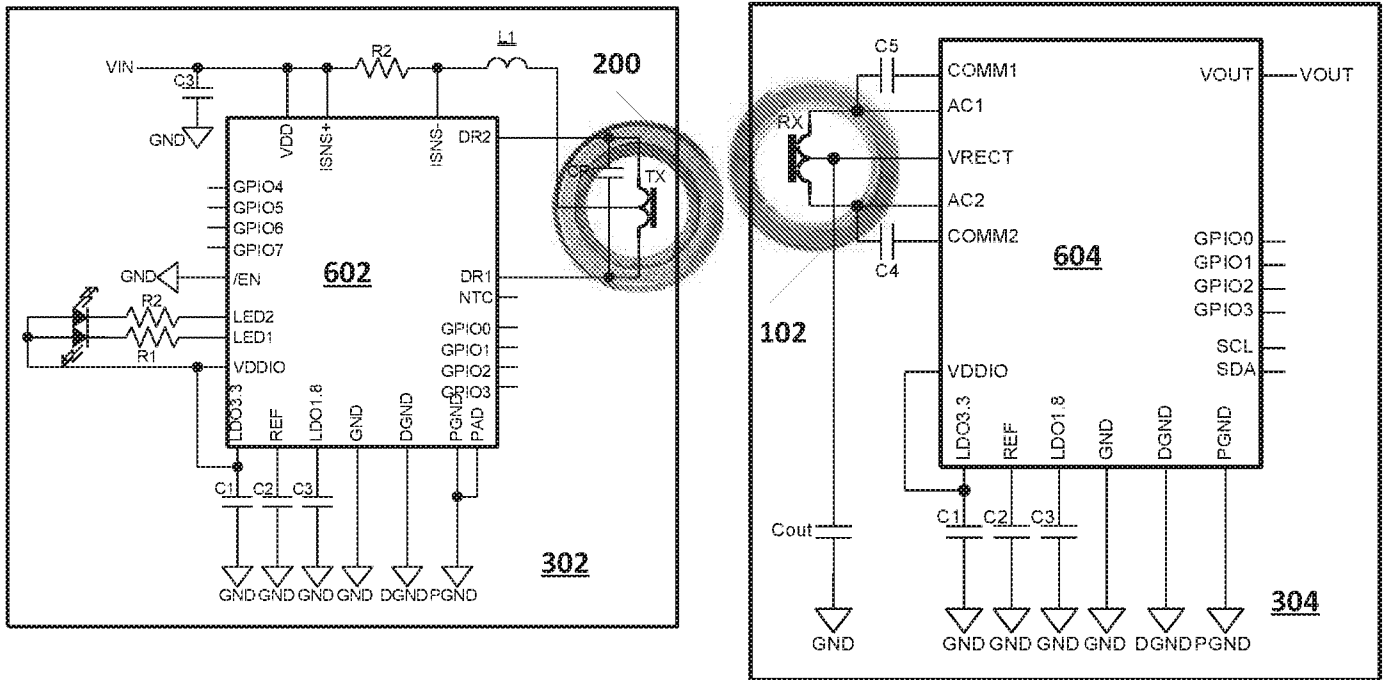 L1
R2
200
VIN
C3
GND
VDD
ISNS+
ISNS-
DR2
TX
GPIO4
GPIO5
GPIO6
GPIO7
GND
/EN
602
DR1
NTC
R2
LED2
LED1
R1
VDDIO
GPIO0
GPIO1
GPIO2
GPIO3
LDO3.3
REF
LDO1.8
GND
DGND
PGND
PAD
C1
C2
C3
302
GND
GND
GND
GND
DGND
PGND
C5
COMM1
VOUT
VOUT
AC1
RX
VRECT
AC2
COMM2
C4
604
102
GPIO0
GPIO1
GPIO2
GPIO3
SCL
SDA
VDDIO
LDO3.3
REF
LDO1.8
GND
DGND
PGND
C1
C2
C3
Cout
304
GND
GND
GND
GND
GND
DGND
PGND